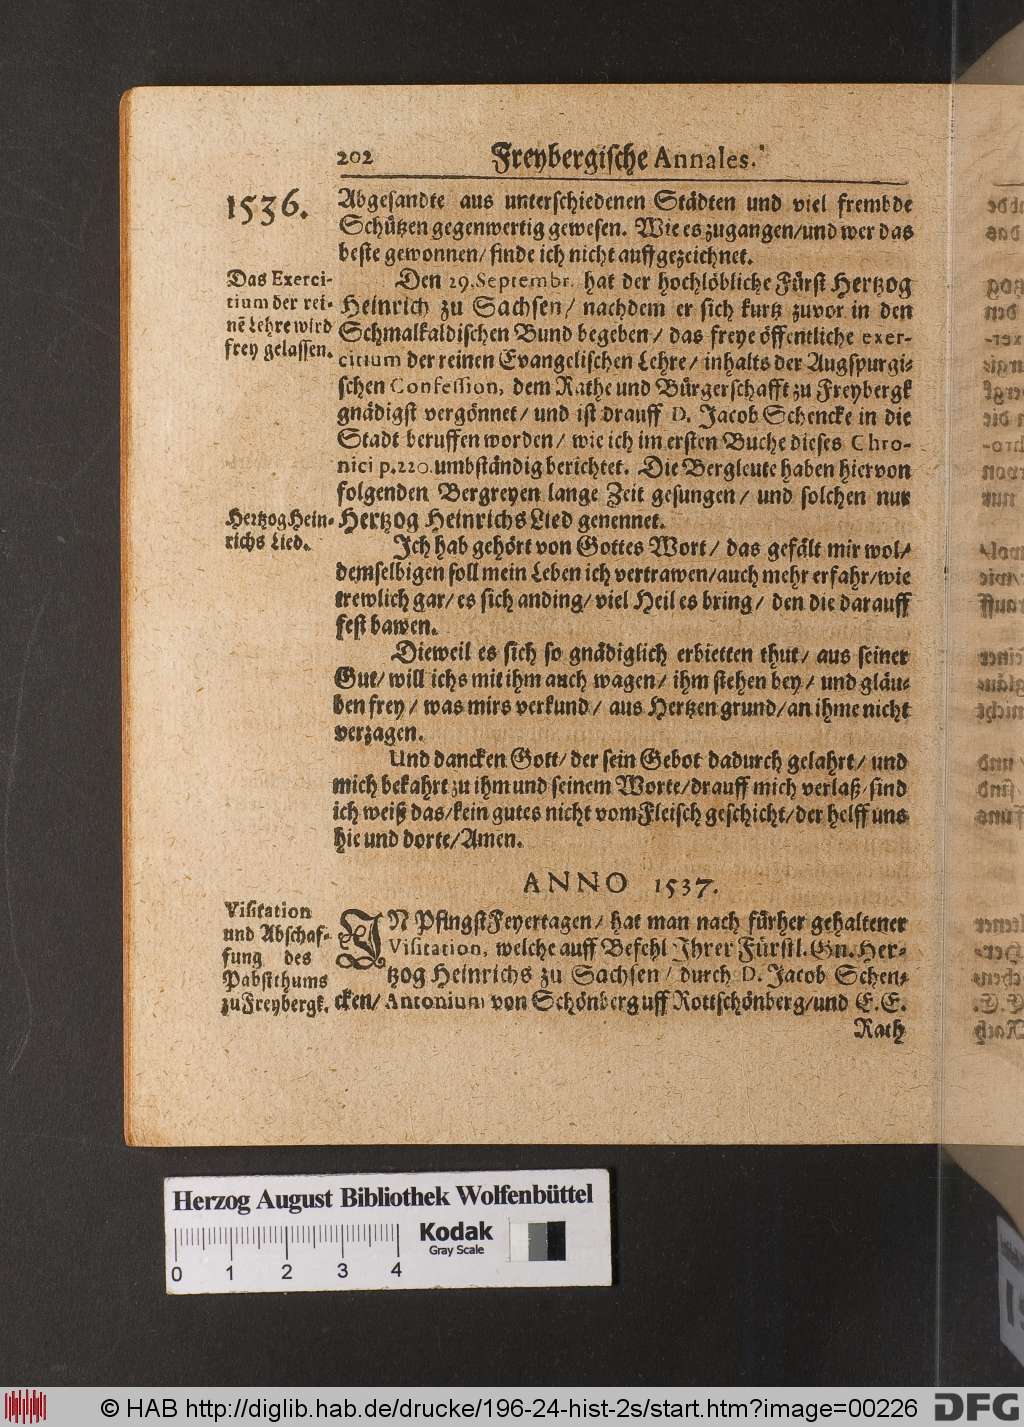 202 Freybergische Annales.
1536.
Abgesandte aus unterschiedenen Städten und viel frembde
Schützen gegenwertig gewesen. Wie es zugangen/und wer das
beste gewonnen/ finde ich nicht auffgezeichnet.
Das Exerci-
tium der rei-
nē Lehre wird
frey gelassen.
Den 29. Septembr. hat der hochlöbliche Fürst Hertzog
Heinrich zu Sachsen/ nachdem er sich kurtz zuvor in den
Schmalkaldischen Bund begeben/ das freye öffentliche exer-
citium der reinen Evangelischen Lehre/ inhalts der Augspurgi-
schen Confession, dem Rathe und Bürgerschafft zu Freybergk
gnädigst vergönnet/ und ist drauff D. Jacob Schencke in die
Stadt beruffen worden/ wie ich im ersten Buche dieses Chro-
nici p. 220. umbständig berichtet. Die Bergleute haben hiervon
folgenden Bergreyen lange Zeit gesungen/ und solchen nur
Hertzog Heinrichs Lied genennet.
Hertzog Hein-
richs Lied.
Ich hab gehört von Gottes Wort/ das gefält mir wol/
demselbigen soll mein Leben ich vertrawen/auch mehr erfahr/wie
trewlich gar/ es sich anding/ viel Heil es bring/ den die darauff
fest bawen.
Dieweil es sich so gnädiglich erbietten thut/ aus seiner
Gut/ will ichs mit ihm auch wagen/ ihm stehen bey/ und gläu-
ben frey/ was mirs verkund/ aus Hertzen grund/an ihme nicht
verzagen.
Und dancken Gott/ der sein Gebot dadurch gelahrt/ und
mich bekahrt zu ihm und seinem Worte/drauff mich verlaß/ sind
ich weiß das/kein gutes nicht vom Fleisch geschicht/der helff uns
hie und dorte/Amen.
ANNO 1537.
Visitation
und Abschaf-
fung des
Pabstthums
zu Freybergk.
IN Pfingst Feyertagen/ hat man nach fürher gehaltener
Visitation, welche auff Befehl Ihrer Fürstl. Gn. Her-
tzog Heinrichs zu Sachsen/ durch D. Jacob Schen-
cken/ Antonium von Schönberg uff Rottschönberg/und E. E.
Rath
Herzog August Bibliothek Wolfenbüttel
Kodak
Gray Scale
0 1 2 3 4
© HAB http://diglib.hab.de/drucke/196-24-hist-2s/start.htm?image=00226
DFG